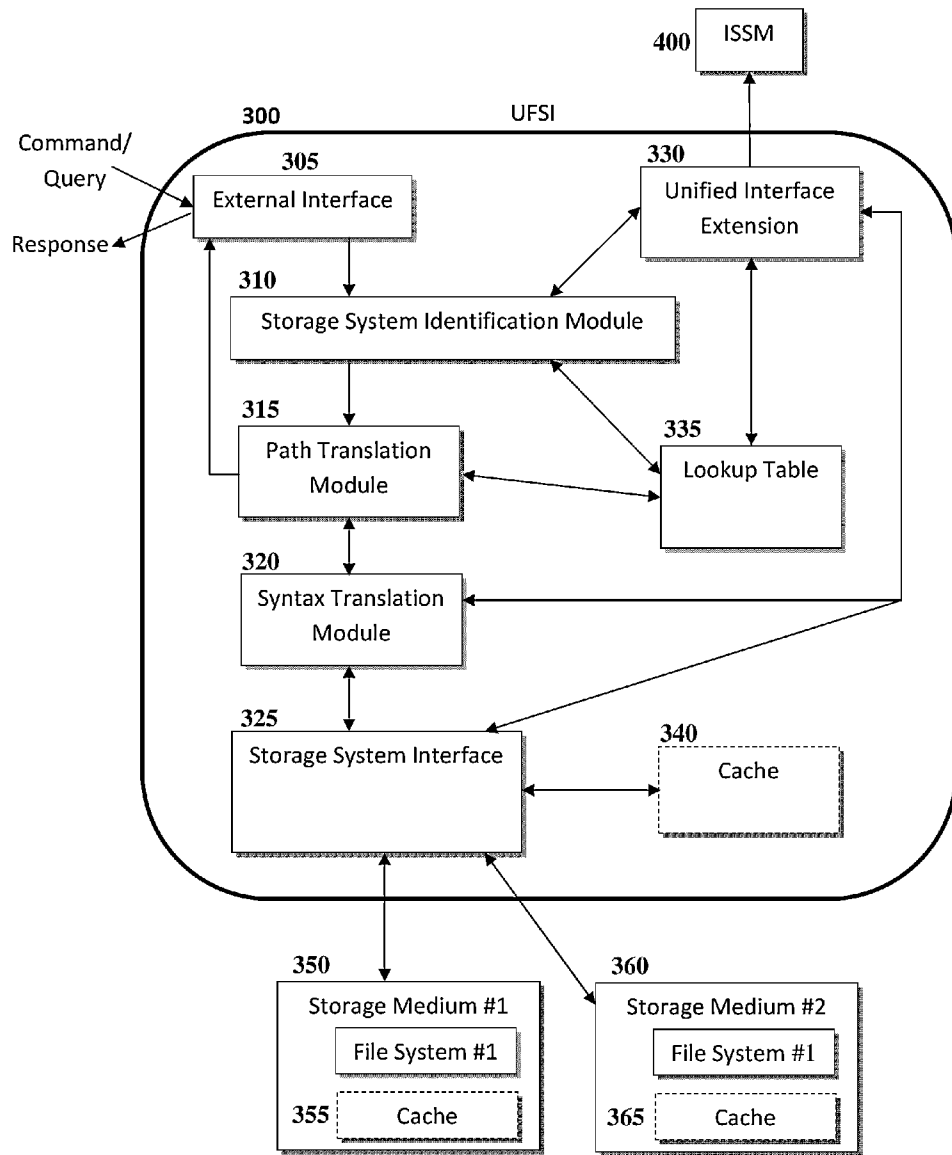 400
ISSM
300
UFSI
Command/
Query
Response
305
External Interface
330
Unified Interface
Extension
310
Storage System Identification Module
315
Path Translation
Module
335
Lookup Table
320
Syntax Translation
Module
325
Storage System Interface
340
Cache
350
Storage Medium #1
File System #1
355
Cache
360
Storage Medium #2
File System #1
365
Cache